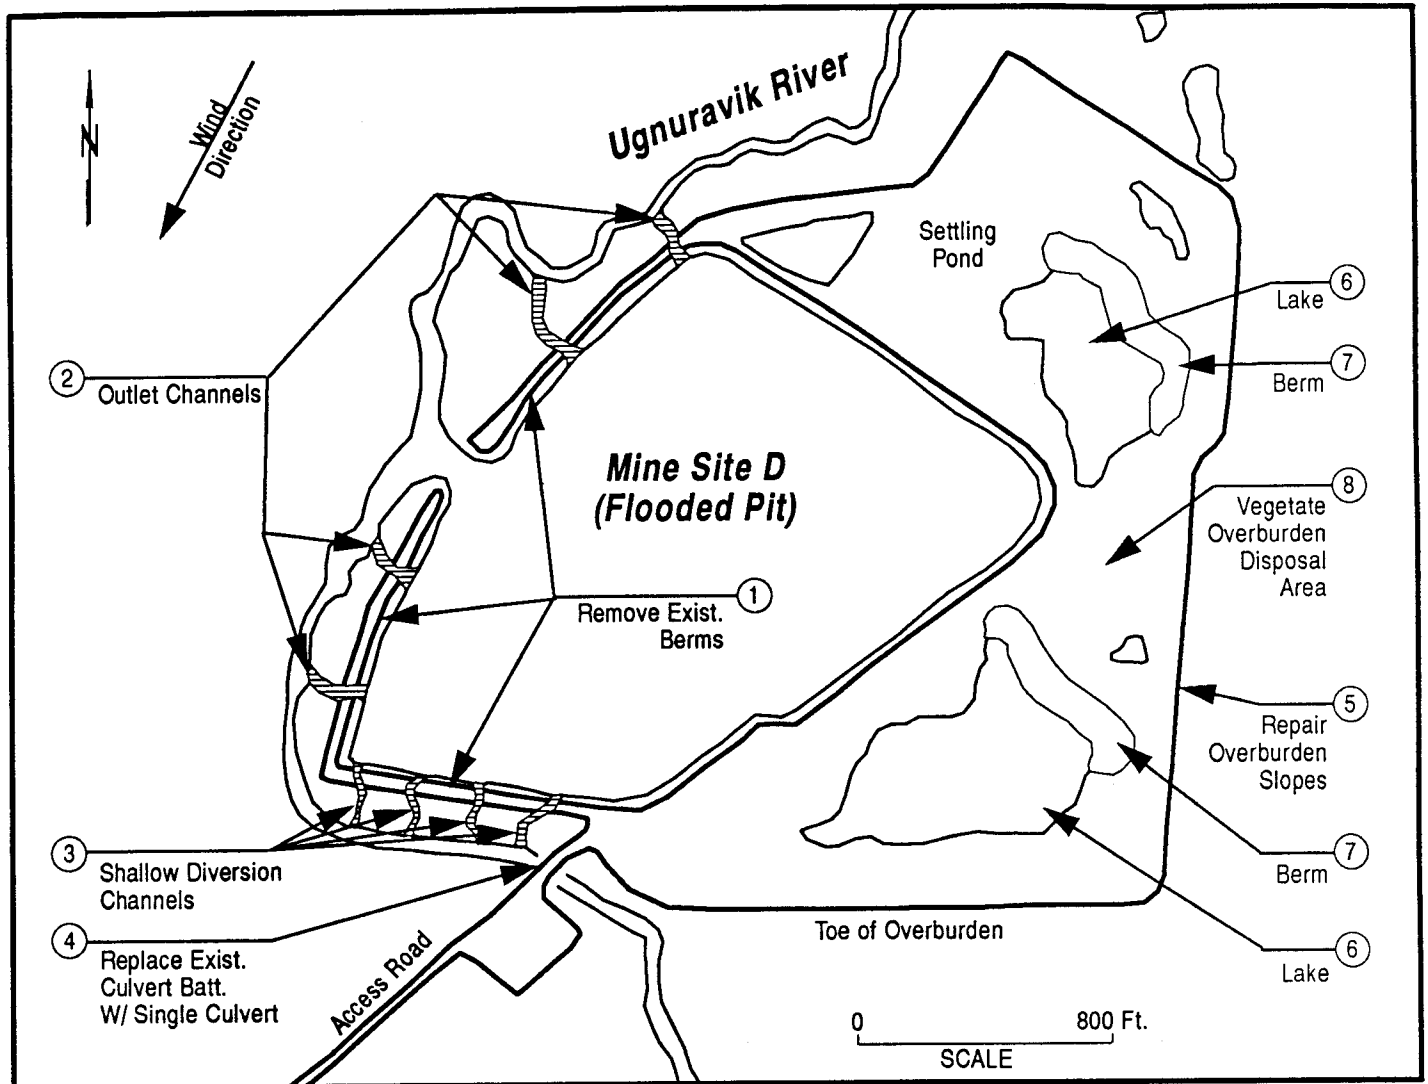 N
Wind
Direction
Ugnuravik River
Settling
Pond
6
Lake
7
Berm
2
Outlet Channels
Mine Site D
(Flooded Pit)
8
Vegetate
Overburden
Disposal
Area
1
Remove Exist.
Berms
5
Repair
Overburden
Slopes
3
Shallow Diversion
Channels
7
Berm
4
Replace Exist.
Culvert Batt.
W/ Single Culvert
Access Road
Toe of Overburden
6
Lake
0 800 Ft.
SCALE